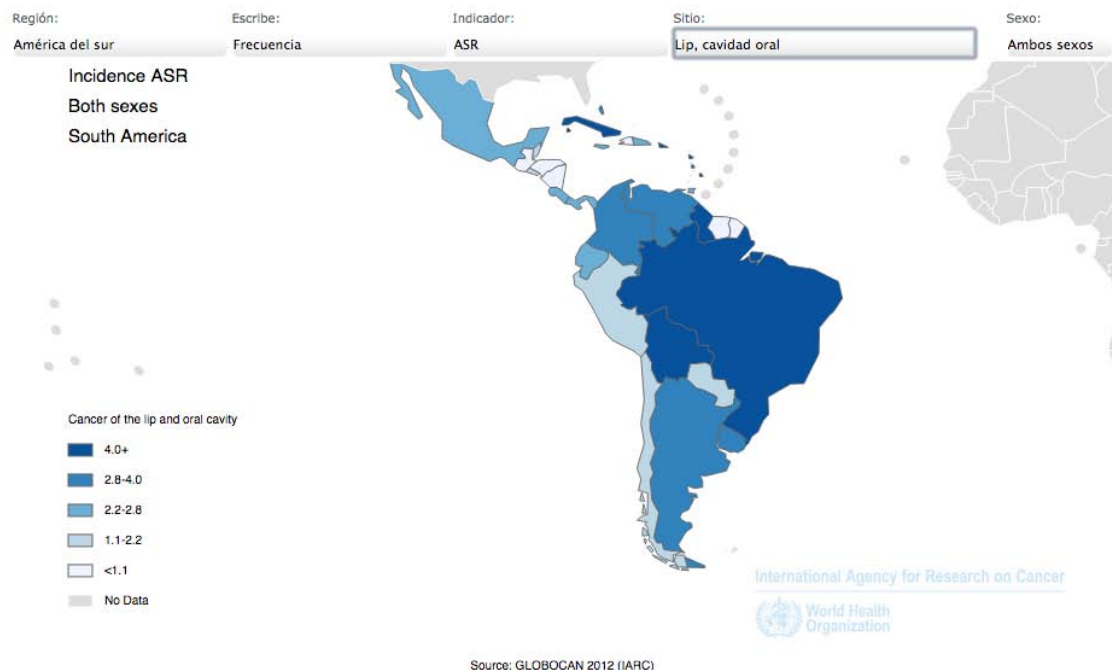 Región: Escribe: Indicador: Sitio: Sexo:
América del sur Frecuencia ASR Lip, cavidad oral Ambos sexos
Incidence ASR
Both sexes
South America
Cancer of the lip and oral cavity
4.0+
2.8-4.0
2.2-2.8
1.1-2.2
<1.1
No Data
International Agency for Research on Cancer
World Health
Organization
Source: GLOBOCAN 2012 (IARC)